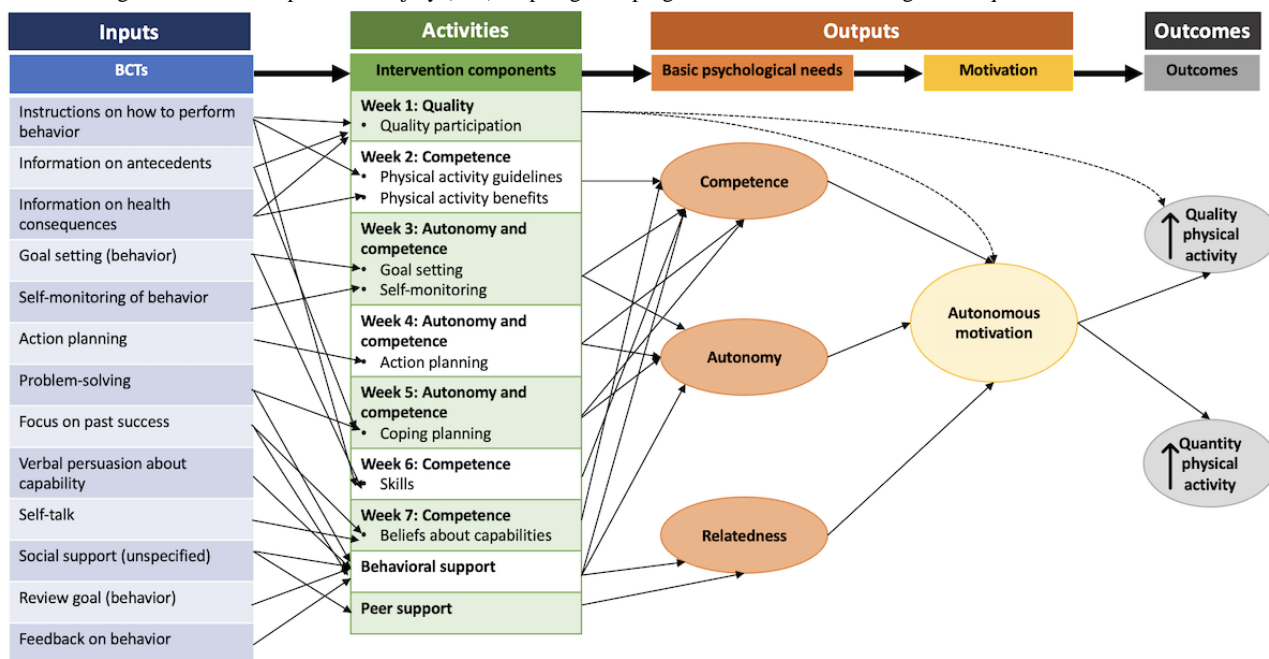 Inputs
Activities
Outputs
Outcomes
BCTs
Intervention components
Basic psychological needs
Motivation
Outcomes
Instructions on how to perform
behavior
Information on antecedents
Information on health
consequences
Goal setting (behavior)
Self-monitoring of behavior
Action planning
Problem-solving
Focus on past success
Verbal persuasion about
capability
Self-talk
Social support (unspecified)
Review goal (behavior)
Feedback on behavior
Week 1: Quality
• Quality participation
Week 2: Competence
• Physical activity guidelines
• Physical activity benefits
Week 3: Autonomy and
competence
• Goal setting
• Self-monitoring
Week 4: Autonomy and
competence
• Action planning
Week 5: Autonomy and
competence
• Coping planning
Week 6: Competence
• Skills
Week 7: Competence
• Beliefs about capabilities
Behavioral support
Peer support
Competence
Autonomy
Relatedness
Autonomous
motivation
Quality
physical
activity
Quantity
physical
activity